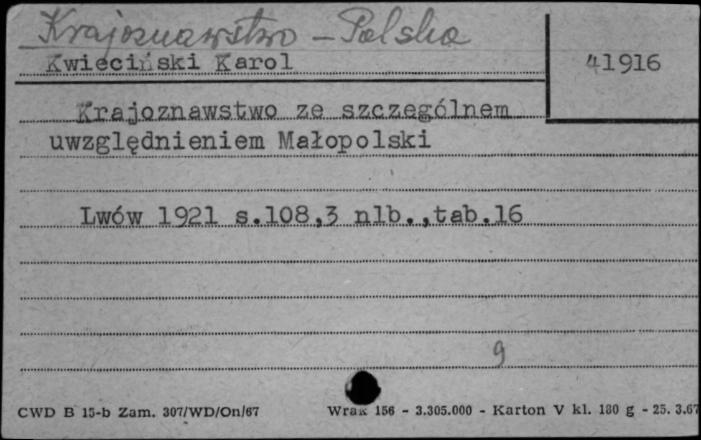 Krajoznawstwo - Polska
Kwieciński Karol
41916
Krajoznawstwo ze szczególnem
uwzględnieniem Małopolski
Lwów 1921 s.108,3 nlb.,tab.16
9
CWD B 15-b Zam. 307/WD/On/67 Wrak 156 - 3.305.000 - Karton V kl. 180 g - 25. 3.67